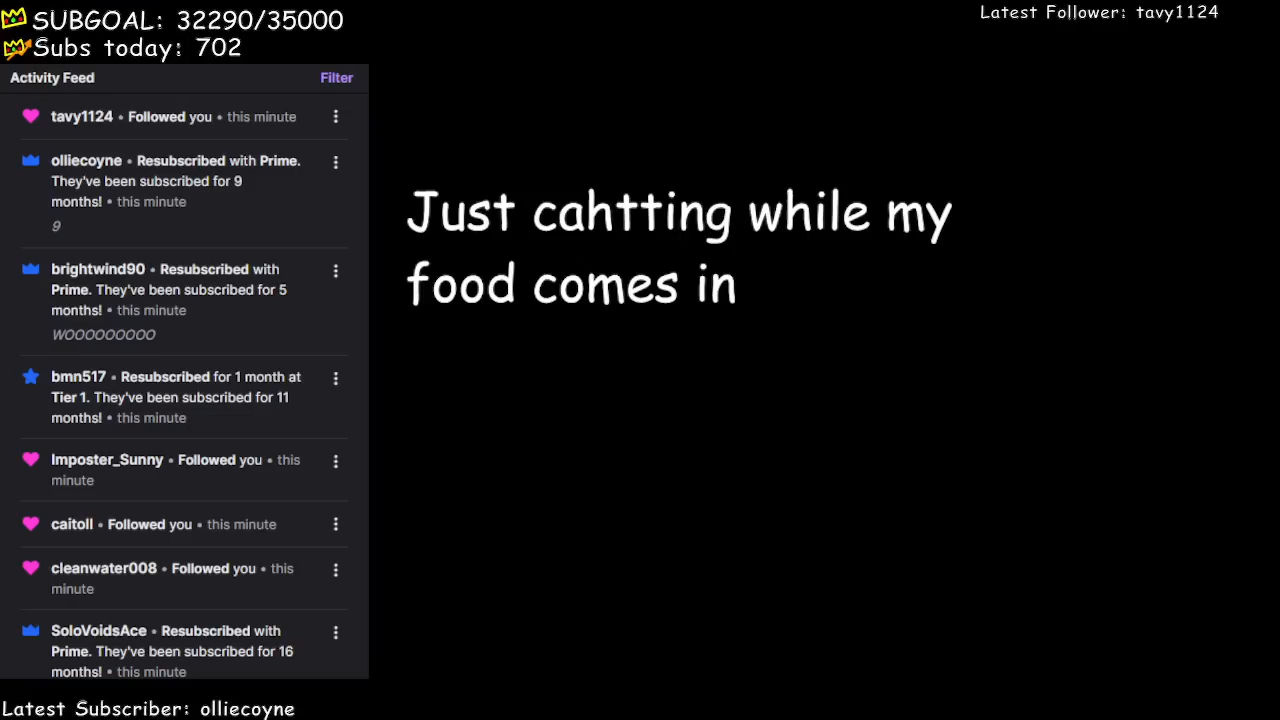 SUBGOAL: 32290/35000
Subs today: 702
Latest Follower: tavy1124
Activity Feed
Filter
tavy1124 • Followed you • this minute
olliecoyne • Resubscribed with Prime.
They've been subscribed for 9
months! • this minute
9
brightwind90 • Resubscribed with
Prime. They've been subscribed for 5
months! • this minute
WOOOOOOOOO
bmn517 • Resubscribed for 1 month at
Tier 1. They've been subscribed for 11
months! • this minute
Imposter_Sunny • Followed you • this
minute
caitoll • Followed you • this minute
cleanwater008 • Followed you • this
minute
SoloVoidsAce • Resubscribed with
Prime. They've been subscribed for 16
months! • this minute
Just cahtting while my
food comes in
Latest Subscriber: olliecoyne